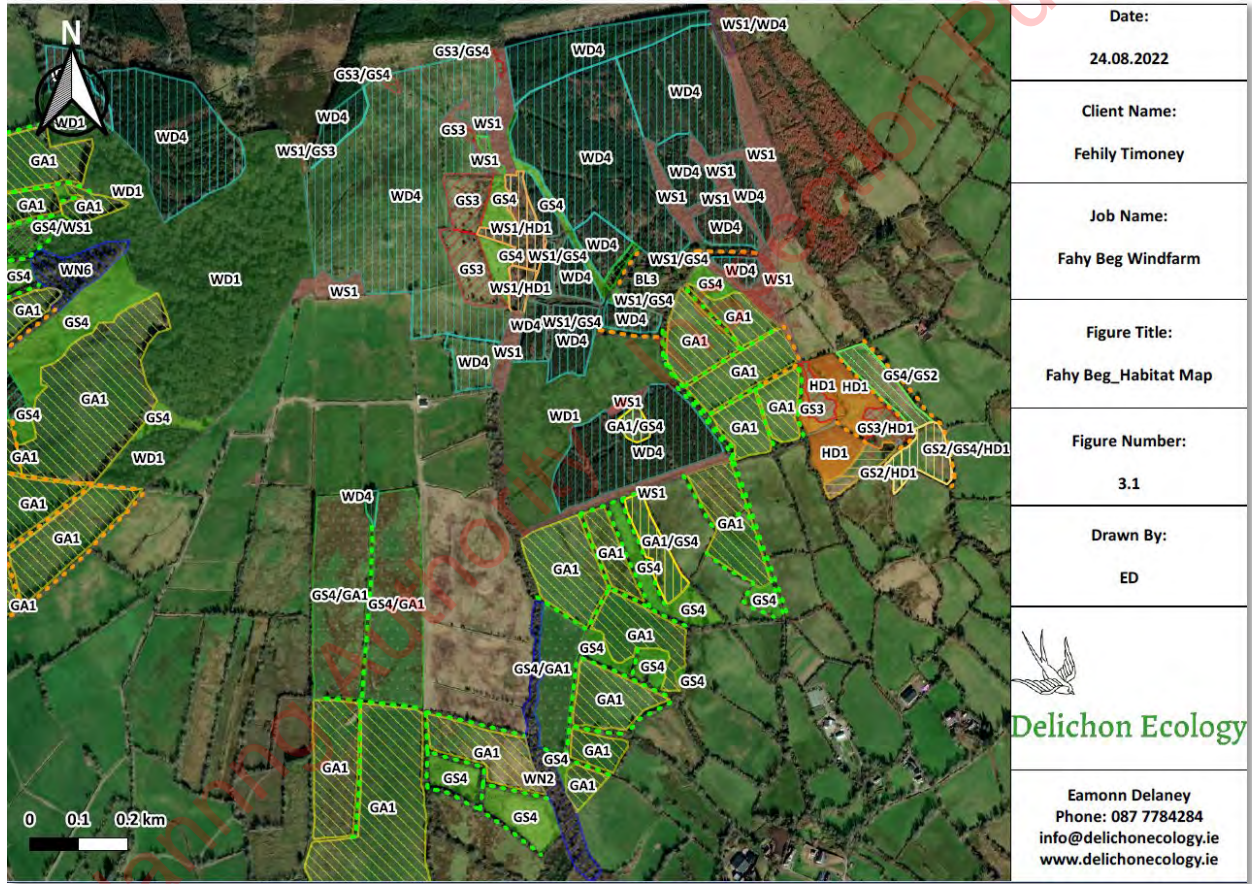 N
WS1/WD4
GS3/GS4
WD4
GS3/GS4
WD4
WD4
WD1
WD4
WS1
GS3
WS1/GS3
WS1
WS1
GA1
WD4
WD4
WS1
WD1
WD4
GS3
GS4
GS4
WS1
WS1
WD4
GA1
GA1
WS1/HD1
WD4
GS4/WS1
WD4
GS4
WS1/GS4
WS1/GS4
GS3
WD4
BL3
WD4
WS1
GS4
WN6
WD1
WS1/HD1
GS4
WS1
WS1/GS4
GA1
GA1
WD4
WS1/GS4
WD4
GS4
WS1
WD4
GA1
WD4
GA1
GS4/GS2
HD1
HD1
GA1
WS1
GA1
GS3
GS4
WD1
GA1/GS4
GS4
GA1
GS3/HD1
WD4
GS2/GS4/HD1
GA1
WD1
HD1
GS2/HD1
WD4
WS1
GA1
GA1
GA1/GS4
GA1
GA1
GS4
GS4/GA1
GS4/GA1
GS4
GS4
GA1
GA1
GS4
GS4/GA1
GS4
GS4
GA1
GA1
GA1
GS4
GA1
GS4
WN2
GA1
GA1
GS4
0 0.1 0.2 km
Date:
24.08.2022
Client Name:
Fehily Timoney
Job Name:
Fahy Beg Windfarm
Figure Title:
Fahy Beg_Habitat Map
Figure Number:
3.1
Drawn By:
ED
Delichon Ecology
Eamonn Delaney
Phone: 087 7784284
info@delichonecology.ie
www.delichonecology.ie